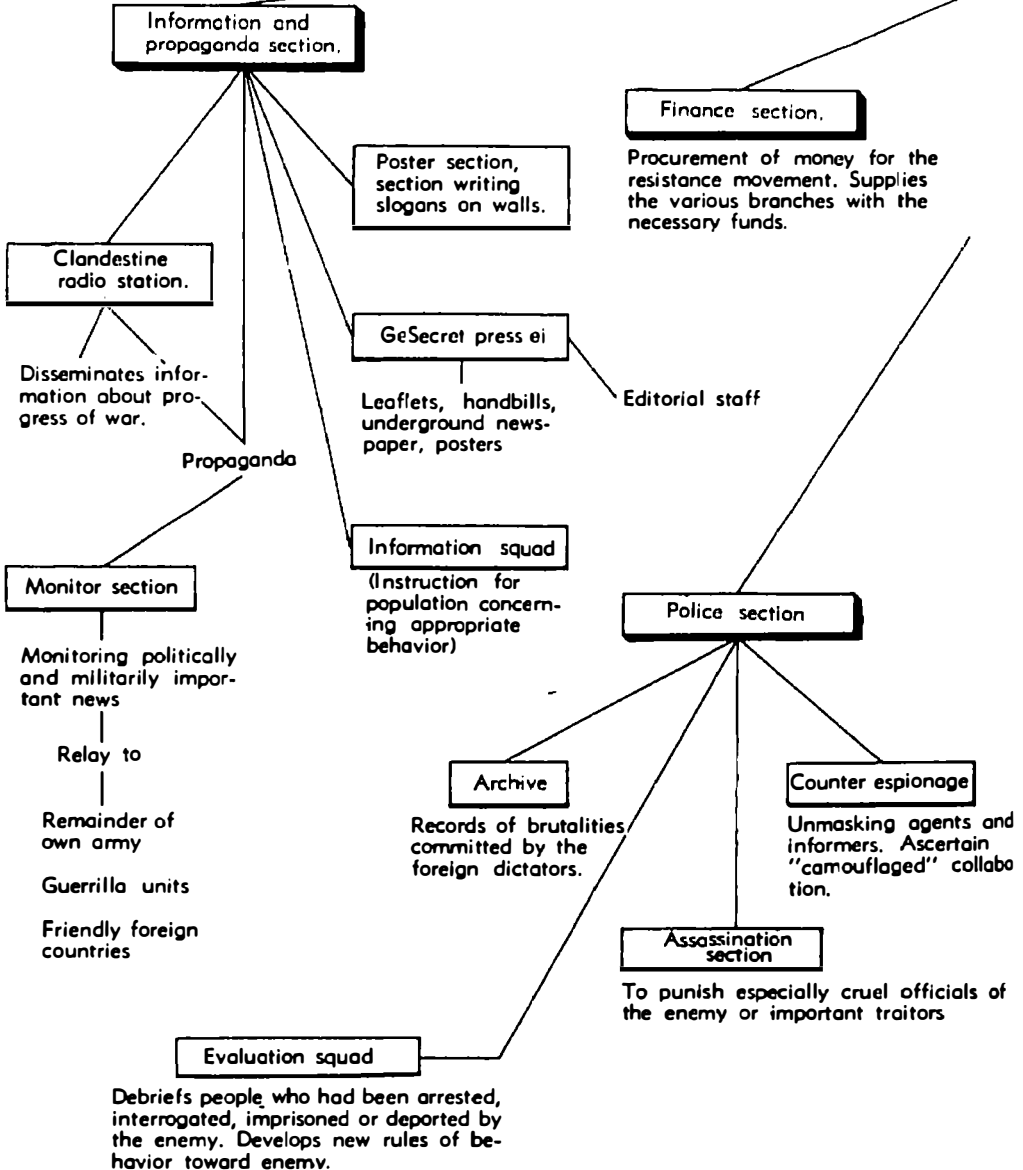 Information and
propaganda section.
Finance section.
Procurement of money for the
resistance movement. Supplies
the various branches with the
necessary funds.
Poster section,
section writing
slogans on walls.
Clandestine
radio station.
Disseminates infor-
mation about pro-
gress of war.
GeSecret press ei
Leaflets, handbills,
underground news-
paper, posters
Editorial staff
Propaganda
Information squad
(Instruction for
population concern-
ing appropriate
behavior)
Monitor section
Monitoring politically
and militarily impor-
tant news
Relay to
Remainder of
own army
Guerrilla units
Friendly foreign
countries
Police section
Archive
Records of brutalities
committed by the
foreign dictators.
Counter espionage
Unmasking agents and
informers. Ascertain
"camouflaged" collabo
tion.
Assassination
section
To punish especially cruel officials of
the enemy or important traitors
Evaluation squad
Debriefs people who had been arrested,
interrogated, imprisoned or deported by
the enemy. Develops new rules of be-
havior toward enemy.